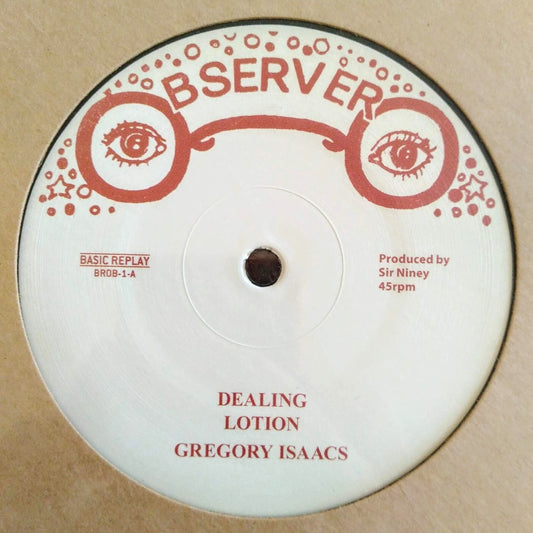 OBSERVER
BASIC REPLAY
BROB-1-A
Produced by
Sir Niney
45rpm
DEALING
LOTION
GREGORY ISAACS